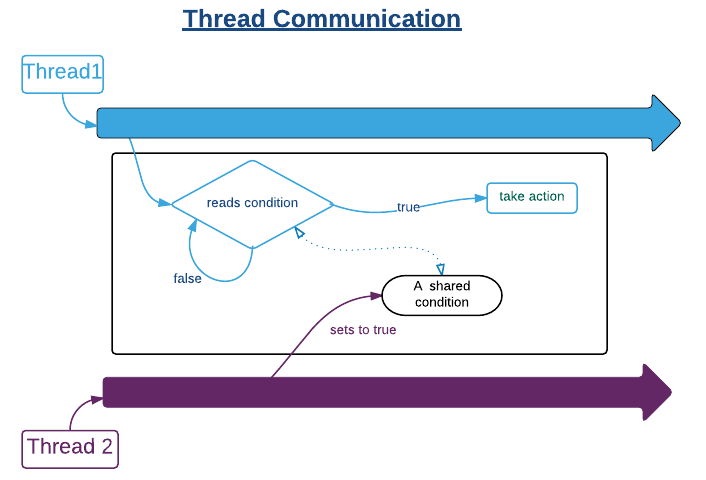 Thread Communication
Thread1
reads condition
true
take action
false
A  shared
condition
sets to true
Thread 2